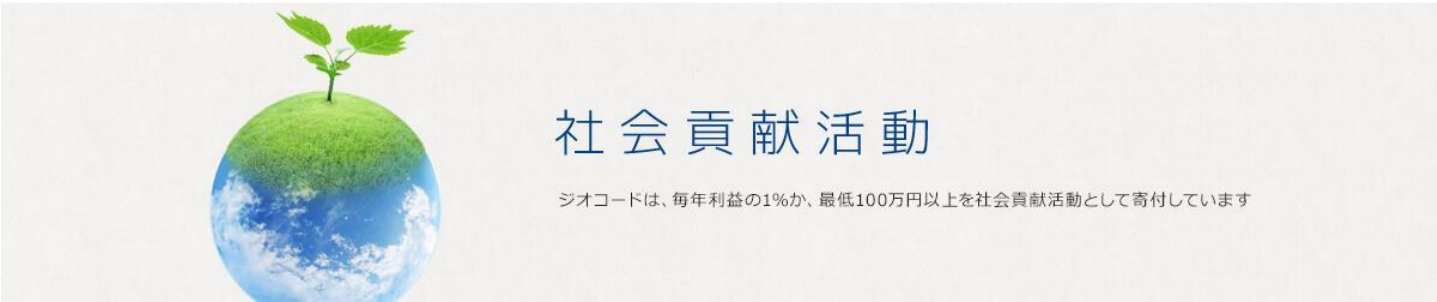 社会貢献活動
ジオコードは、毎年利益の1%か、最低100万円以上を社会貢献活動として寄付しています